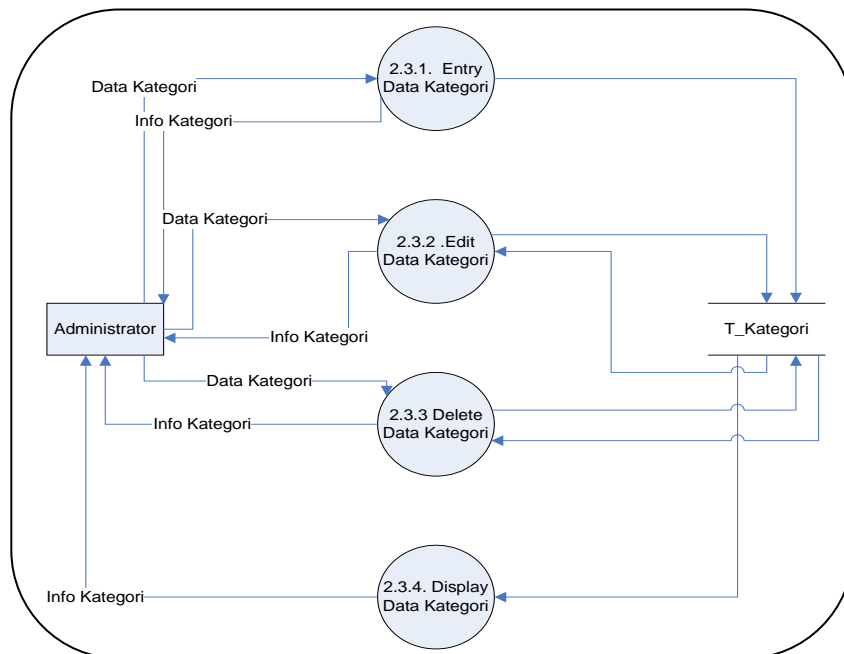 2.3.1. Entry
Data Kategori
Data Kategori
Info Kategori
Data Kategori
2.3.2 .Edit
Data Kategori
Administrator
Info Kategori
T_Kategori
Data Kategori
2.3.3 Delete
Data Kategori
Info Kategori
2.3.4. Display
Data Kategori
Info Kategori